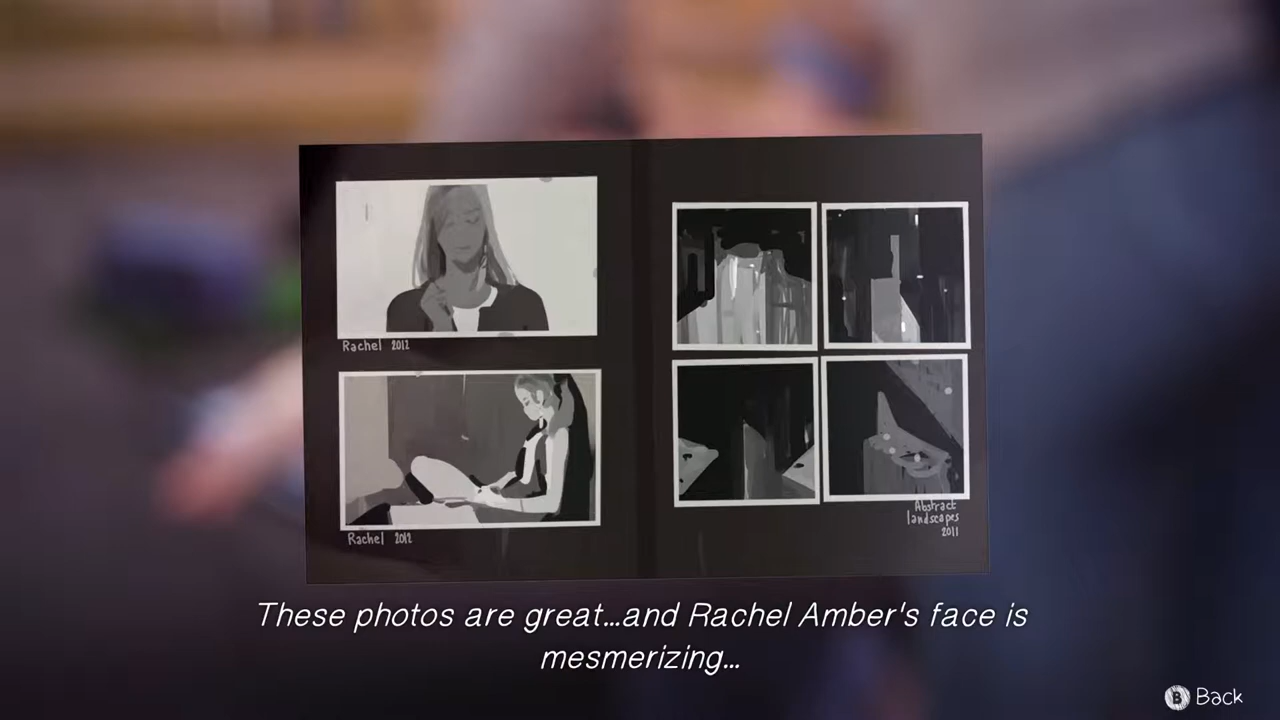 Rachel 2012
Rachel 2012
Abstract
landscapes
2011
These photos are great...and Rachel Amber's face is
mesmerizing...
B Back